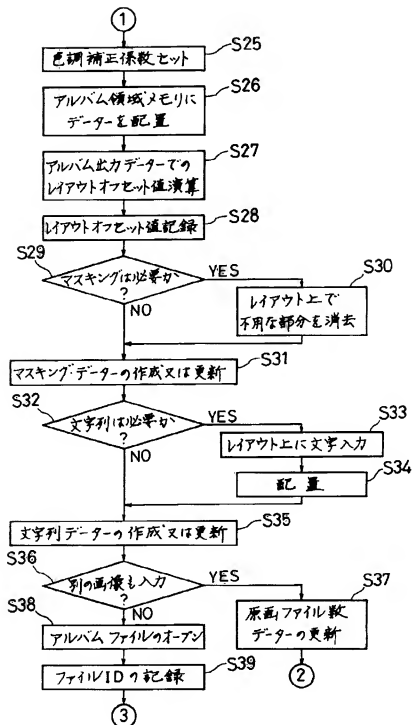 ①
S25
色調補正係数セット
S26
アルバム領域メモリに
データーを配置
S27
アルバム出力データーでの
レイアウトオフセット値演算
S28
レイアウトオフセット値記録
S29
マスキングは必要か
?
YES
NO
S30
レイアウト上で
不用な部分を消去
S31
マスキング・データーの作成又は更新
S32
文字列は必要か
?
YES
NO
S33
レイアウト上に文字入力
S34
配置
S35
文字列データーの作成又は更新
S36
別の画像も入力
?
YES
NO
S37
原画ファイル数
データーの更新
②
S38
アルバムファイルのオープン
S39
ファイルIDの記録
③